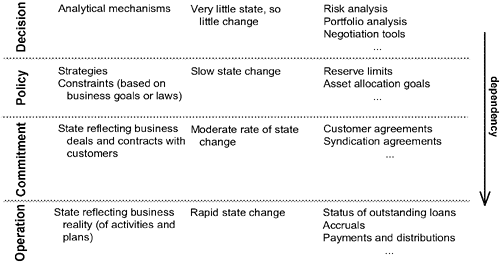 Decision
Analytical mechanisms
Very little state, so
little change
Risk analysis
Portfolio analysis
Negotiation tools
...
Policy
Strategies
Constraints (based on
business goals or laws)
Slow state change
Reserve limits
Asset allocation goals
...
Commitment
State reflecting business
deals and contracts with
customers
Moderate rate of state
change
Customer agreements
Syndication agreements
...
Operation
State reflecting business
reality (of activities and
plans)
Rapid state change
Status of outstanding loans
Accruals
Payments and distributions
...
dependency